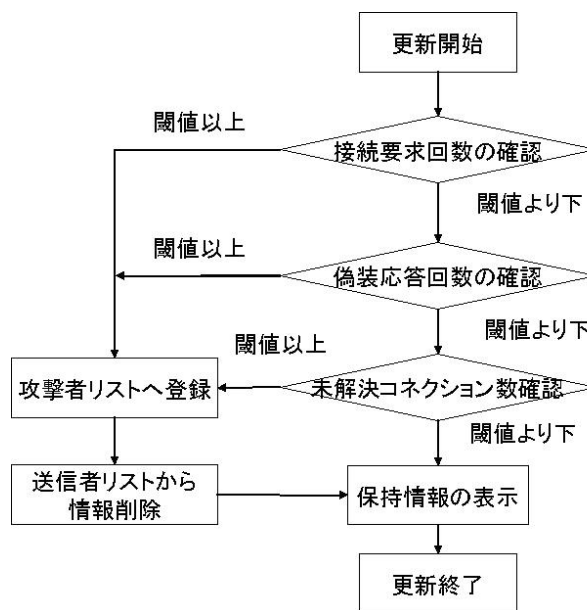 更新開始
閾値以上
接続要求回数の確認
閾値より下
閾値以上
偽装応答回数の確認
閾値より下
閾値以上
攻撃者リストへ登録
未解決コネクション数確認
閾値より下
送信者リストから
情報削除
保持情報の表示
更新終了